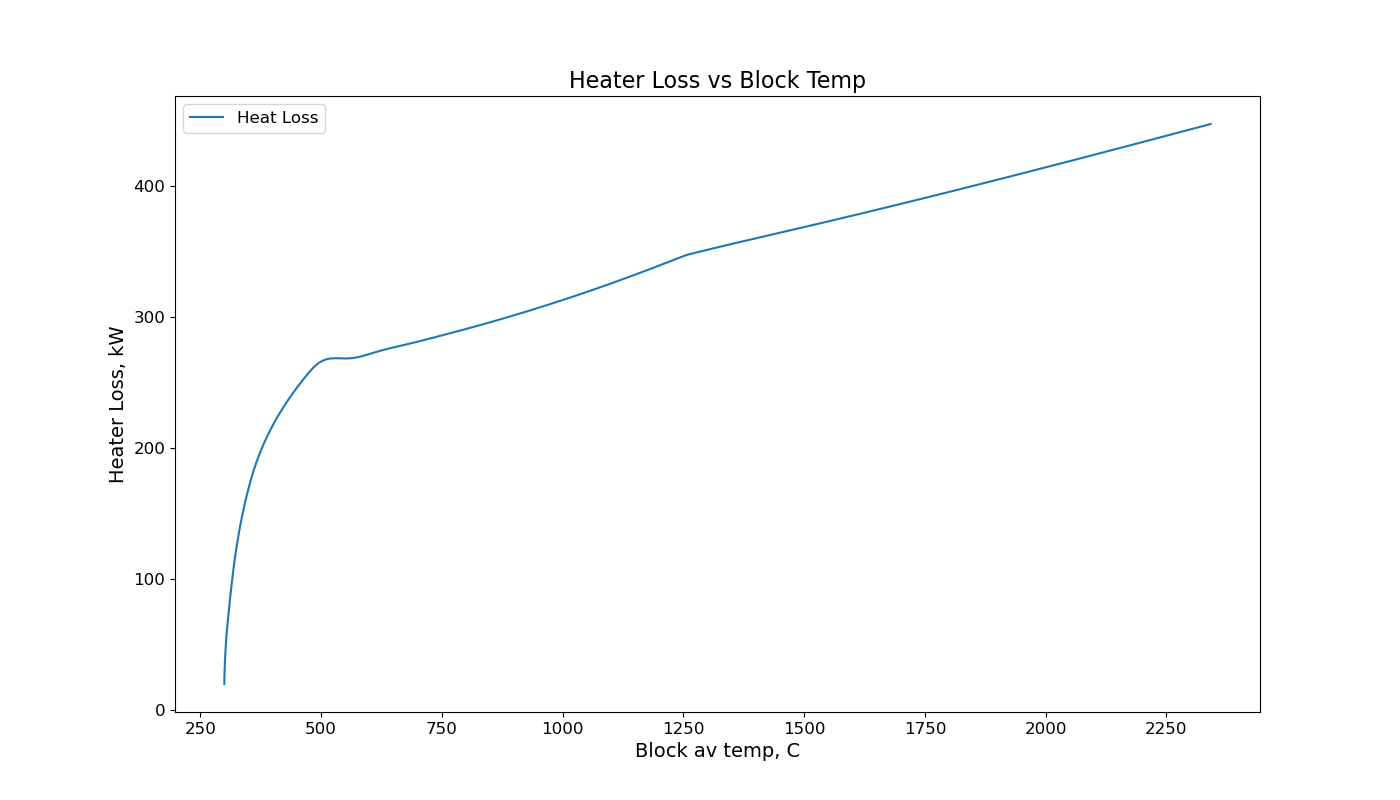 Heater Loss vs Block Temp
Heat Loss
Heater Loss, kW
400
300
200
100
0
250 500 750 1000 1250 1500 1750 2000 2250
Block av temp, C